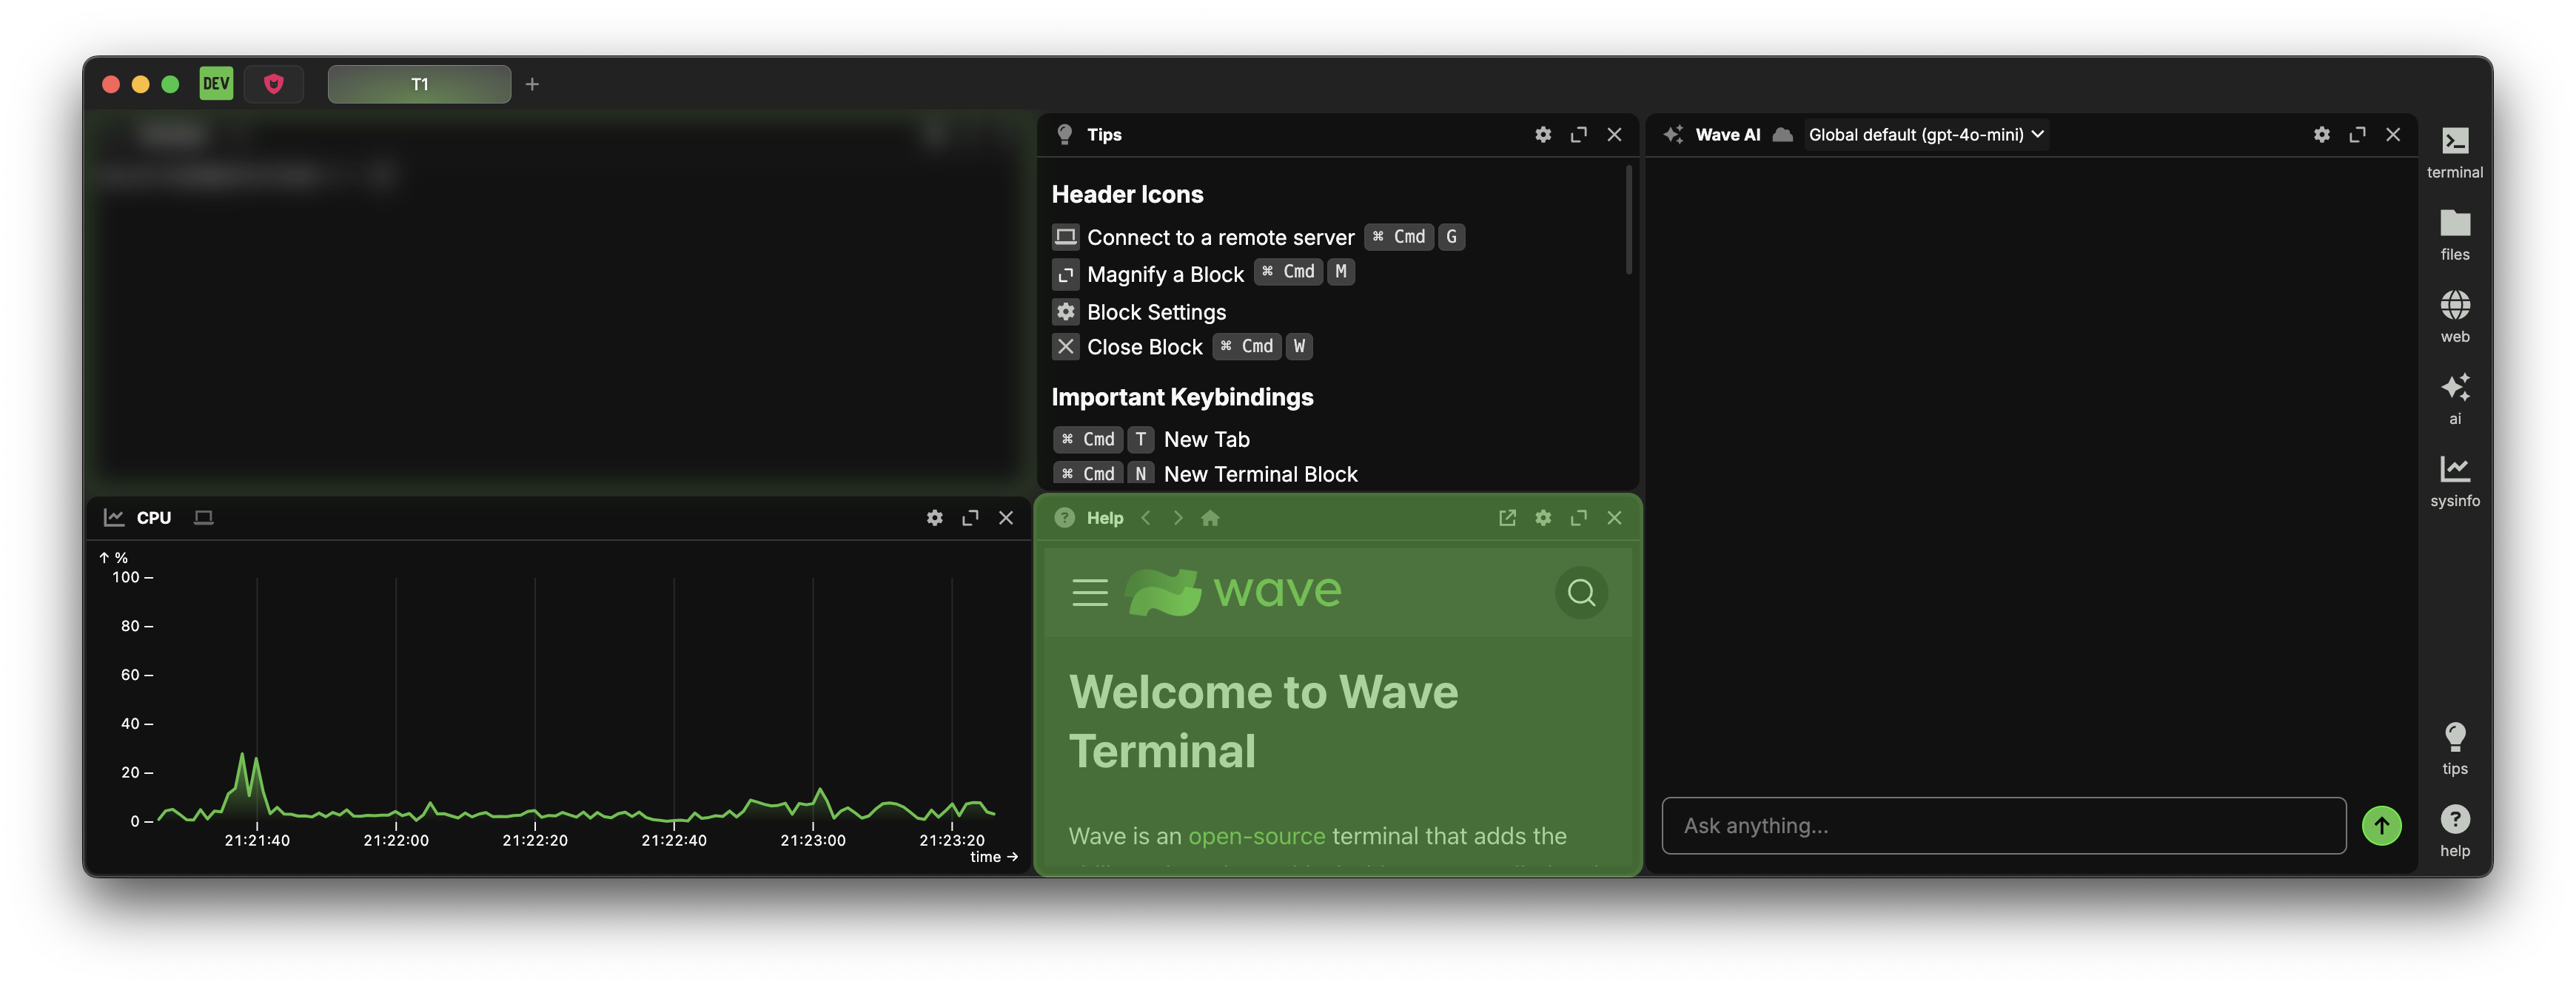 DEV
T1
Tips
Header Icons
Connect to a remote server ⌘ Cmd G
Magnify a Block ⌘ Cmd M
Block Settings
Close Block ⌘ Cmd W
Important Keybindings
⌘ Cmd T New Tab
⌘ Cmd N New Terminal Block
CPU
↑ %
100
80
60
40
20
0
21:21:40 21:22:00 21:22:20 21:22:40 21:23:00 21:23:20
time →
Help
wave
Welcome to Wave
Terminal
Wave is an open-source terminal that adds the
Wave AI Global default (gpt-4o-mini)
Ask anything...
terminal
files
web
ai
sysinfo
tips
help